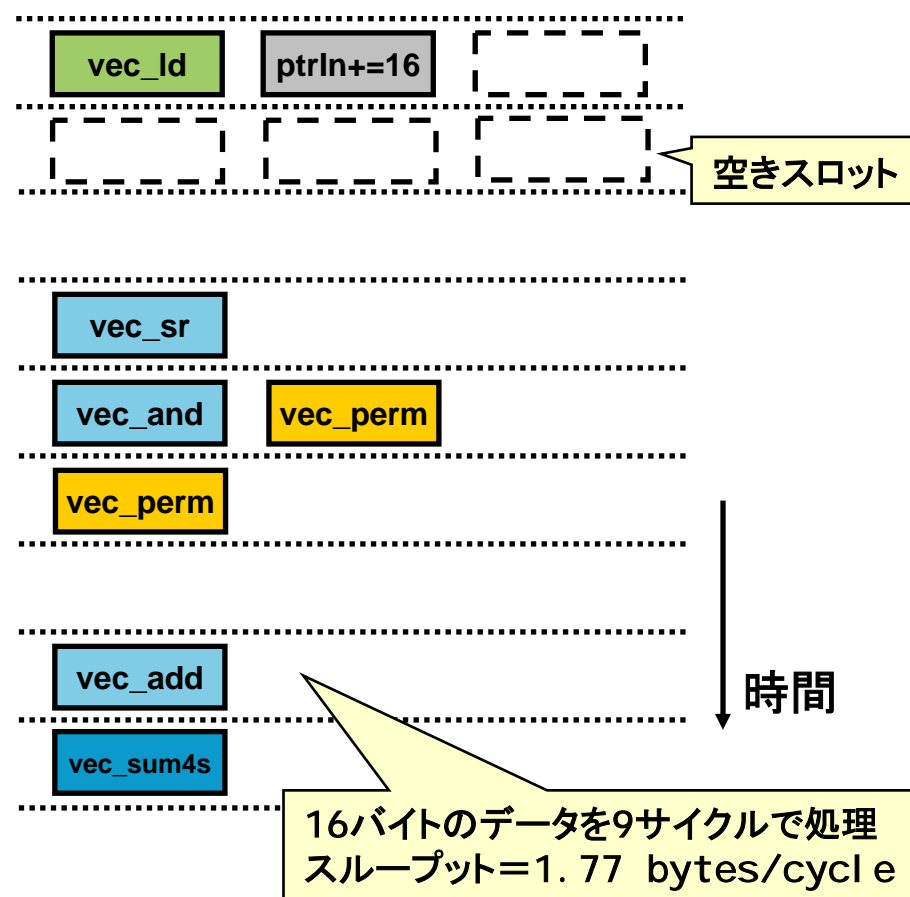 vec_ld ptrIn+=16
空きスロット
vec_sr
vec_and vec_perm
vec_perm
vec_add
時間
vec_sum4s
16バイトのデータを9サイクルで処理
スループット＝1.77 bytes/cycle